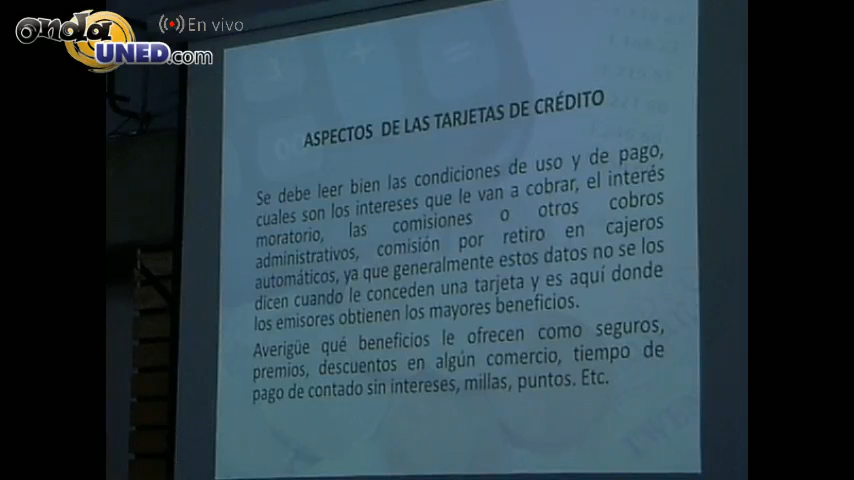 onda
UNED.com
En vivo
ASPECTOS DE LAS TARJETAS DE CRÉDITO
Se debe leer bien las condiciones de uso y de pago,
cuales son los intereses que le van a cobrar, el interés
moratorio, las comisiones o otros cobros
administrativos, comisión por retiro en cajeros
automáticos, ya que generalmente estos datos no se los
dicen cuando le conceden una tarjeta y es aquí donde
los emisores obtienen los mayores beneficios.
Averigüe qué beneficios le ofrecen como seguros,
premios, descuentos en algún comercio, tiempo de
pago de contado sin intereses, millas, puntos. Etc.